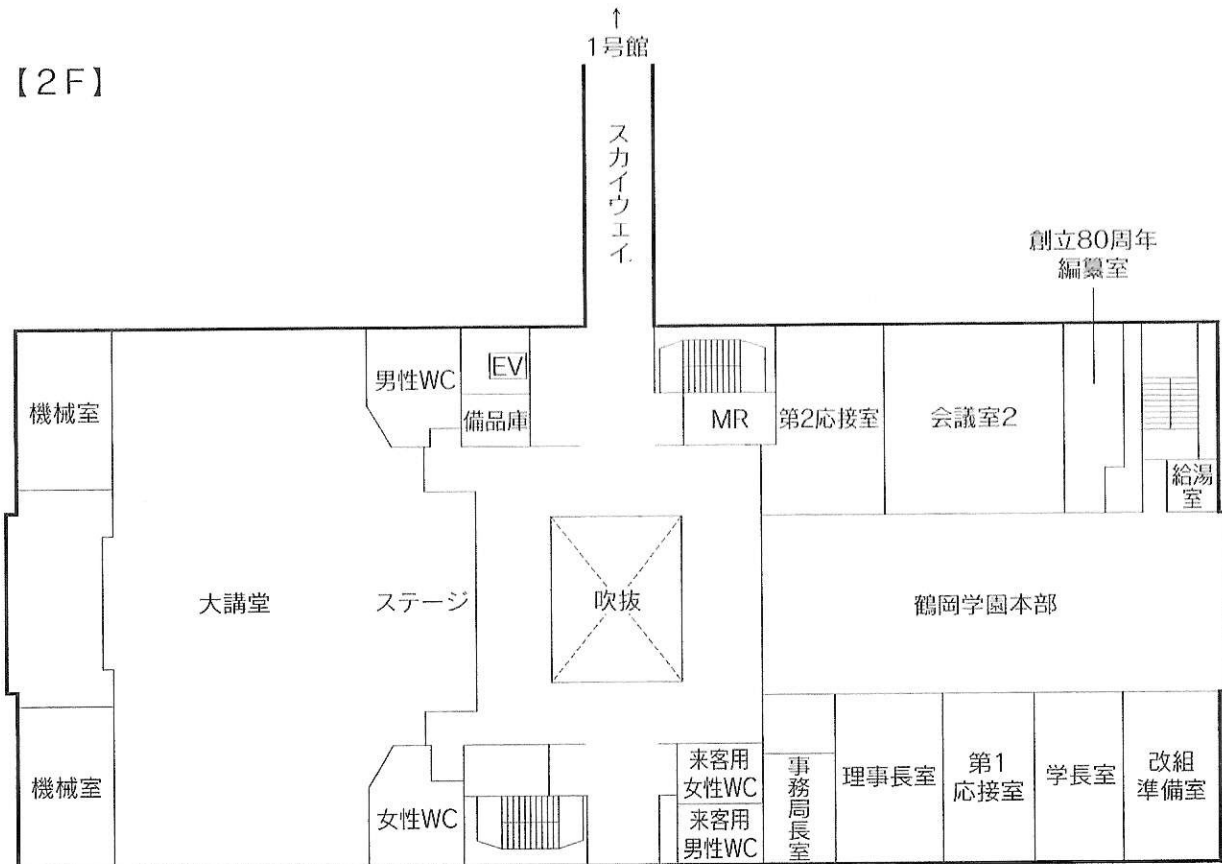 ↑
1号館
【2F】
スカイウェイ
創立80周年
編纂室
機械室
男性WC
EV
備品庫
MR
第2応接室
会議室2
給湯
室
大講堂
ステージ
吹抜
鶴岡学園本部
機械室
女性WC
来客用
女性WC
来客用
男性WC
事務局長室
理事長室
第1
応接室
学長室
改組
準備室